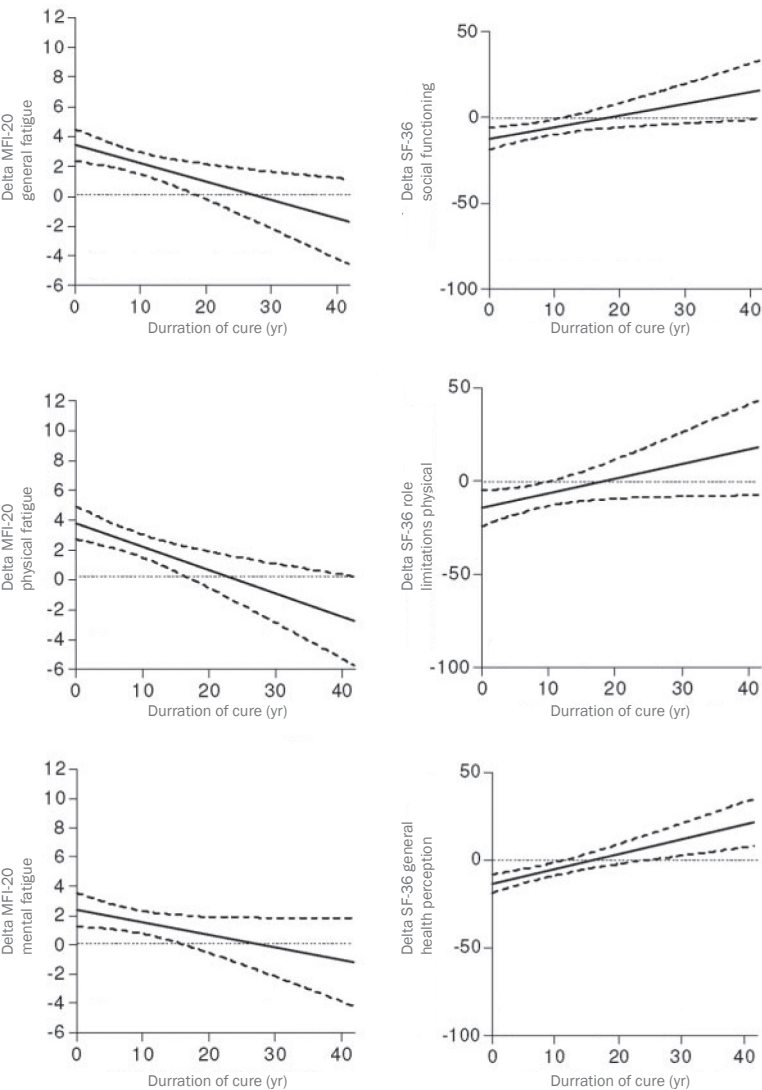 Delta MFI-20
general fatigue
12
10
8
6
4
2
0
-2
-4
-6
0 10 20 30 40
Durration of cure (yr)
Delta SF-36
social functioning
50
0
-50
-100
0 10 20 30 40
Durration of cure (yr)
Delta MFI-20
physical fatigue
12
10
8
6
4
2
0
-2
-4
-6
0 10 20 30 40
Durration of cure (yr)
Delta SF-36 role
limitations physical
50
0
-50
-100
0 10 20 30 40
Durration of cure (yr)
Delta MFI-20
mental fatigue
12
10
8
6
4
2
0
-2
-4
-6
0 10 20 30 40
Durration of cure (yr)
Delta SF-36 general
health perception
50
0
-50
-100
0 10 20 30 40
Durration of cure (yr)